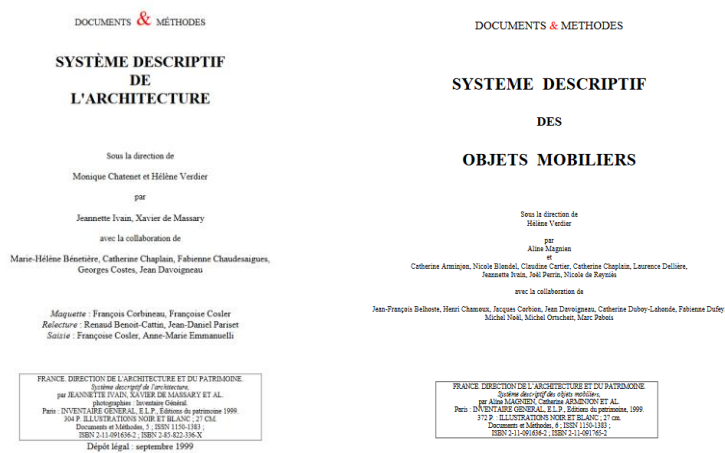 DOCUMENTS & MÉTHODES
SYSTÈME DESCRIPTIF
DE
L'ARCHITECTURE
Sous la direction de
Monique Chatenet et Hélène Verdier
par
Jeannette Ivain, Xavier de Massary
avec la collaboration de
Marie-Hélène Bénetière, Catherine Chaplain, Fabienne Chaudesaigues,
Georges Costes, Jean Davoigneau
Maquette : François Corbineau, Françoise Cosler
Relecture : Renaud Benoit-Cattin, Jean-Daniel Pariset
Saisie : Françoise Cosler, Anne-Marie Emmanuelli
FRANCE. DIRECTION DE L'ARCHITECTURE ET DU PATRIMOINE.
Système descriptif de l'architecture,
par JEANNETTE IVAIN, XAVIER DE MASSARY ET AL.
photographies : Inventaire Général.
Paris : INVENTAIRE GENERAL, E.L.P., Éditions du patrimoine 1999.
304 P. ILLUSTRATIONS NOIR ET BLANC ; 27 CM.
Documents et Méthodes, 5 ; ISSN 1150-1383 ;
ISBN 2-11-091636-2 ; ISBN 2-85-822-336-X
Dépôt légal : septembre 1999
DOCUMENTS & METHODES
SYSTEME DESCRIPTIF
DES
OBJETS MOBILIERS
Sous la direction de
Hélène Verdier
par
Aline Magnien
et
Catherine Arminjon, Nicole Blondel, Claudine Cartier, Catherine Chaplain, Laurence Dellière,
Jeannette Ivain, Joël Perrin, Nicole de Reyniès
avec la collaboration de
Jean-François Belhoste, Henri Chamoux, Jacques Corbion, Jean Davoigneau, Catherine Duboy-Lahonde, Fabienne Dufey
Michel Noël, Michel Ortscheit, Marc Pabois
FRANCE. DIRECTION DE L'ARCHITECTURE ET DU PATRIMOINE
Système descriptif des objets mobiliers,
par Aline MAGNIEN, Catherine ARMINJON ET AL.
Paris : INVENTAIRE GENERAL, E.L.P., Éditions du patrimoine, 1999.
372 P. : ILLUSTRATIONS NOIR ET BLANC ; 27 cm.
Documents et Méthodes, 6 ; ISSN 1150-1383 ;
ISBN 2-11-091636-2 ; ISBN 2-11-091765-2